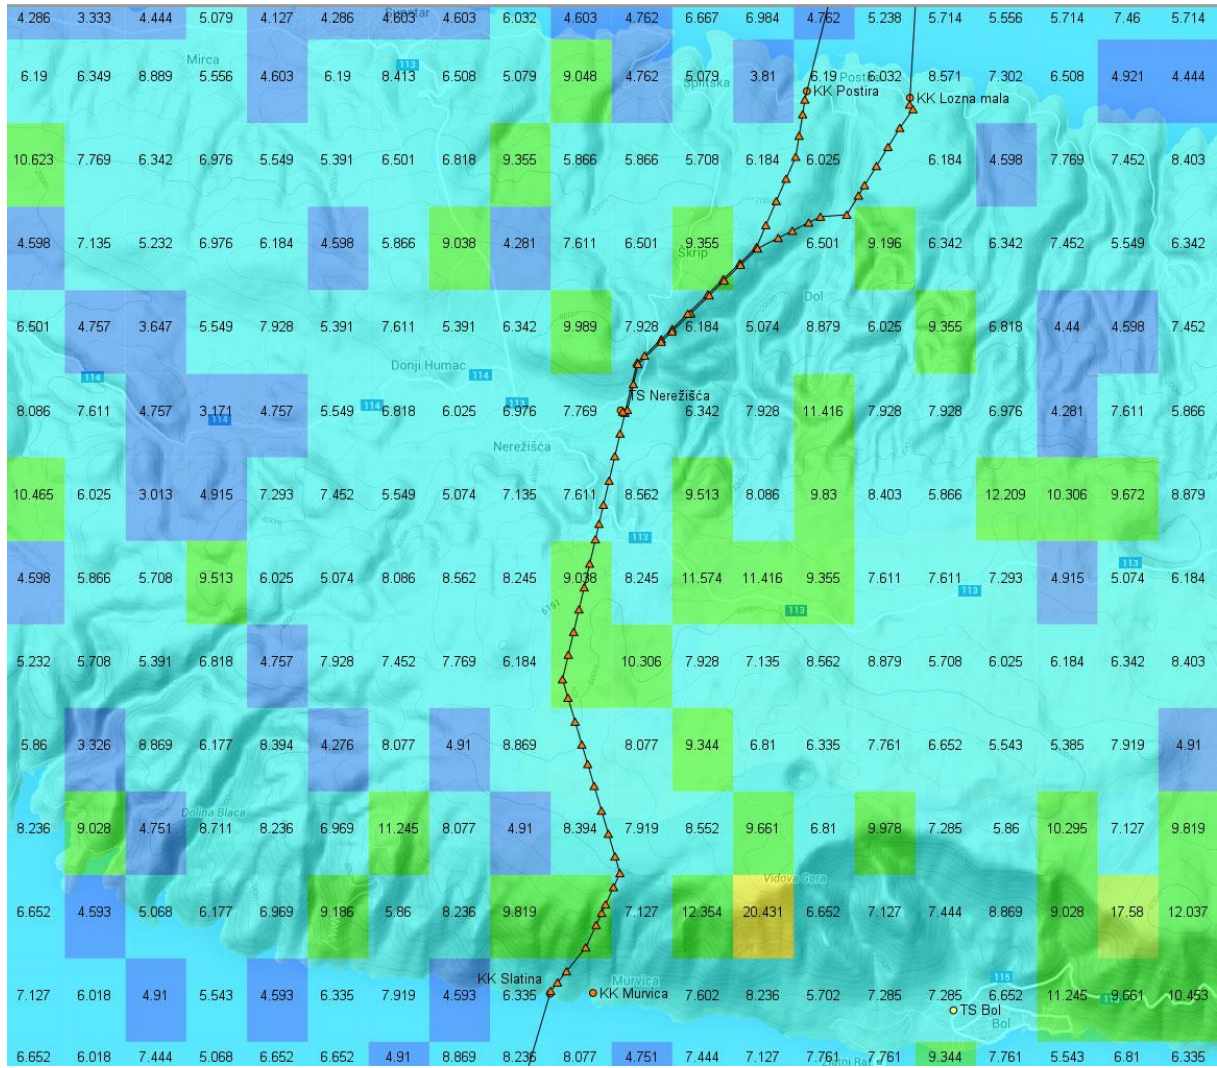 4.286 3.333 4.444 5.079 4.127 4.286 4.603 4.603 6.032 4.603 4.762 6.667 6.984 4.762 5.238 5.714 5.556 5.714 7.46 5.714
Mirca
113
6.19 6.349 8.889 5.556 4.603 6.19 8.413 6.508 5.079 9.048 4.762 5.079 3.81 6.19 6.032 8.571 7.302 6.508 4.921 4.444
Splitska
KK Postira
KK Lozna mala
10.623 7.769 6.342 6.976 5.549 5.391 6.501 6.818 9.355 5.866 5.866 5.708 6.184 6.025 6.184 4.598 7.769 7.452 8.403
4.598 7.135 5.232 6.976 6.184 4.598 5.866 9.038 4.281 7.611 6.501 9.355 6.501 9.196 6.342 6.342 7.452 5.549 6.342
Škrip
Dol
6.501 4.757 3.647 5.549 7.928 5.391 7.611 5.391 6.342 9.989 7.928 6.184 5.074 8.879 6.025 9.355 6.818 4.44 4.598 7.452
Donji Humac 114
114
TS Nerežišća
8.086 7.611 4.757 3.171 4.757 5.549 6.818 6.025 6.976 7.769 6.342 7.928 11.416 7.928 7.928 6.976 4.281 7.611 5.866
114 114 113
Nerežišća
10.465 6.025 3.013 4.915 7.293 7.452 5.549 5.074 7.135 7.611 8.562 9.513 8.086 9.83 8.403 5.866 12.209 10.306 9.672 8.879
113
113
4.598 5.866 5.708 9.513 6.025 5.074 8.086 8.562 8.245 9.038 8.245 11.574 11.416 9.355 7.611 7.611 7.293 4.915 5.074 6.184
113
113
5.232 5.708 5.391 6.818 4.757 7.928 7.452 7.769 6.184 10.306 7.928 7.135 8.562 8.879 5.708 6.025 6.184 6.342 8.403
5.86 3.326 8.869 6.177 8.394 4.276 8.077 4.91 8.869 8.077 9.344 6.81 6.335 7.761 6.652 5.543 5.385 7.919 4.91
Dolina Blaca
8.236 9.028 4.751 8.711 8.236 6.969 11.245 8.077 4.91 8.394 7.919 8.552 9.661 6.81 9.978 7.285 5.86 10.295 7.127 9.819
Vidova Gora
6.652 4.593 5.068 6.177 6.969 9.186 5.86 8.236 9.819 7.127 12.354 20.431 6.652 7.127 7.444 8.869 9.028 17.58 12.037
KK Slatina
Murvica
115
7.127 6.018 4.91 5.543 4.593 6.335 7.919 4.593 6.335 KK Murvica 7.602 8.236 5.702 7.285 7.285 6.652 11.245 9.661 10.453
TS Bol
Bol
6.652 6.018 7.444 5.068 6.652 6.652 4.91 8.869 8.236 8.077 4.751 7.444 7.127 7.761 7.761 9.344 7.761 5.543 6.81 6.335
Zlatni Rat